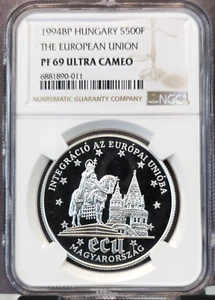 1994BP HUNGARY S500F
THE EUROPEAN UNION
PF 69 ULTRA CAMEO
6881890-011
NUMISMATIC GUARANTY COMPANY
NGC
INTEGRÁCIÓ AZ EURÓPAI UNIÓBA
ecu
MAGYARORSZÁG